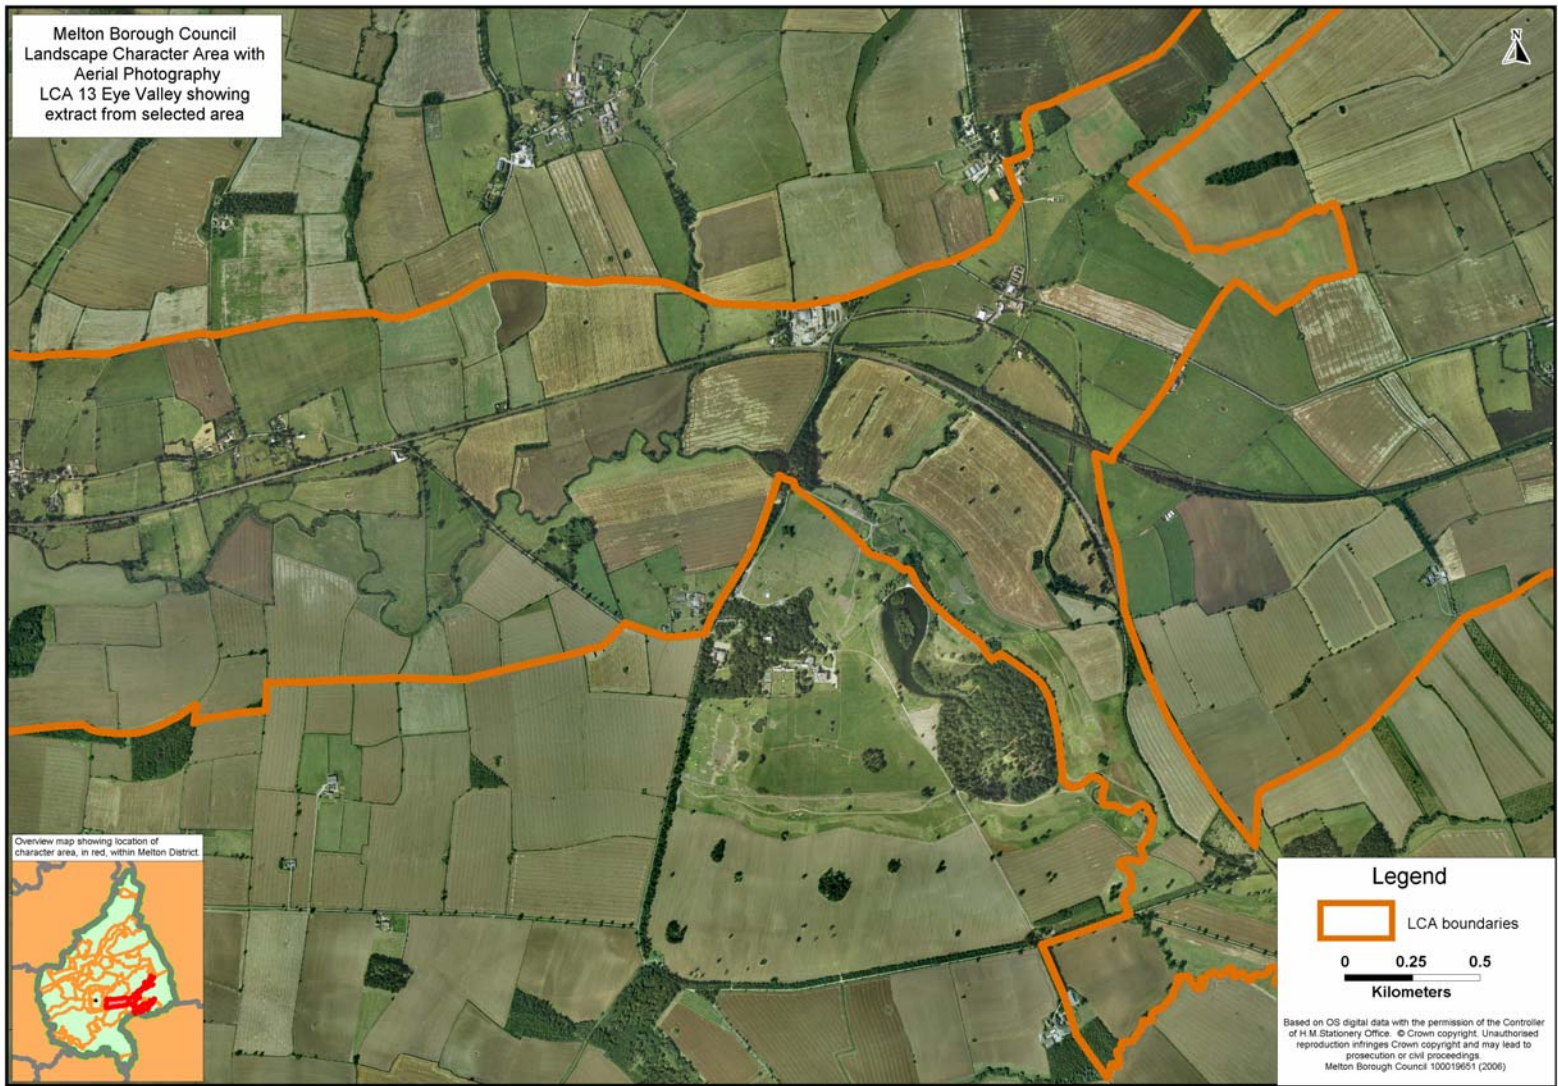 Melton Borough Council
Landscape Character Area with
Aerial Photography
LCA 13 Eye Valley showing
extract from selected area
N
Overview map showing location of
character area, in red, within Melton District.
Legend
LCA boundaries
0 0.25 0.5
Kilometers
Based on OS digital data with the permission of the Controller
of H.M.Stationery Office. © Crown copyright. Unauthorised
reproduction infringes Crown copyright and may lead to
prosecution or civil proceedings.
Melton Borough Council 100019651 (2006)